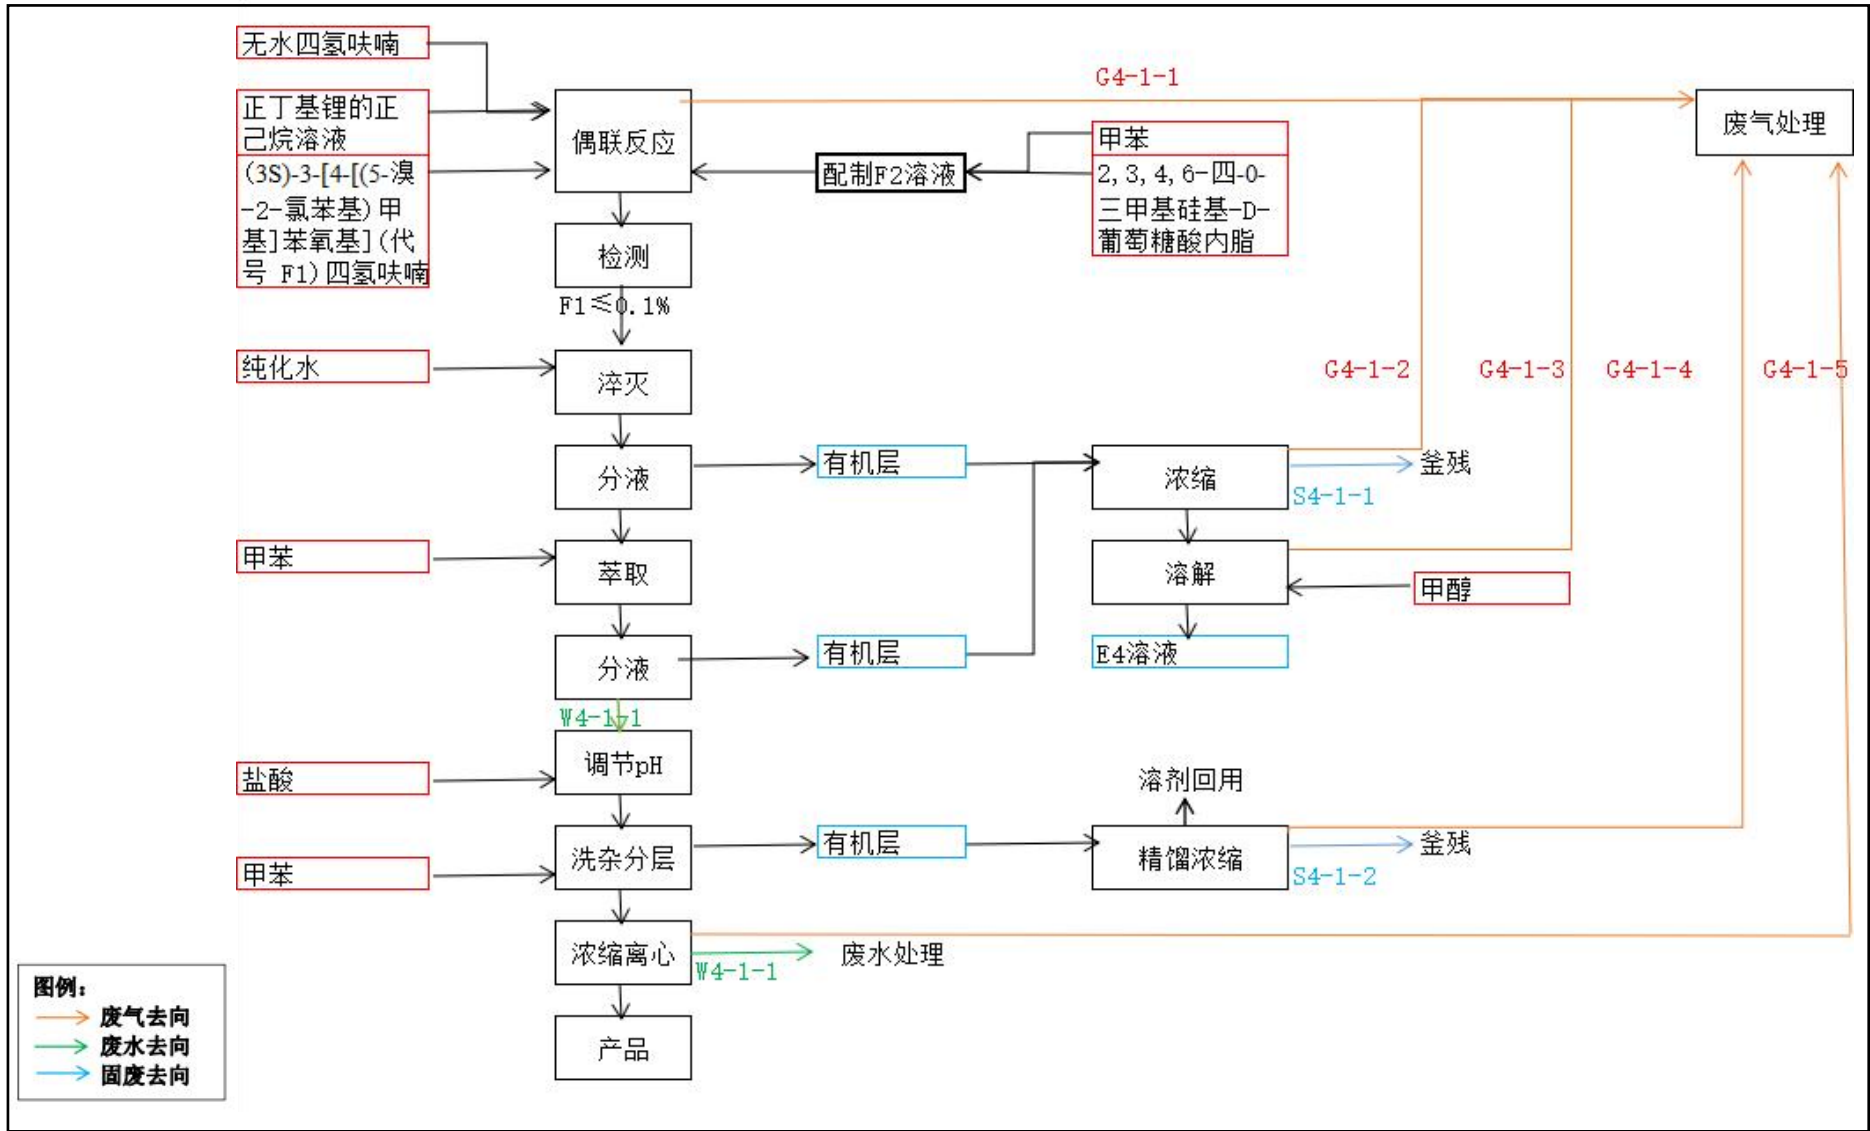 无水四氢呋喃
G4-1-1
正丁基锂的正
己烷溶液
偶联反应
废气处理
甲苯
(3S)-3-[4-[(5-溴
-2-氯苯基)甲
基]苯氧基](代
号 F1)四氢呋喃
配制F2溶液
2,3,4,6-四-O-
三甲基硅基-D-
葡萄糖酸内脂
检测
F1≤0.1%
纯化水
淬灭
G4-1-2
G4-1-3
G4-1-4
G4-1-5
分液
有机层
浓缩
釜残
S4-1-1
甲苯
萃取
溶解
甲醇
分液
有机层
E4溶液
W4-1-1
调节pH
盐酸
溶剂回用
洗杂分层
有机层
精馏浓缩
釜残
S4-1-2
甲苯
浓缩离心
W4-1-1
废水处理
产品
图例:
废气去向
废水去向
固废去向